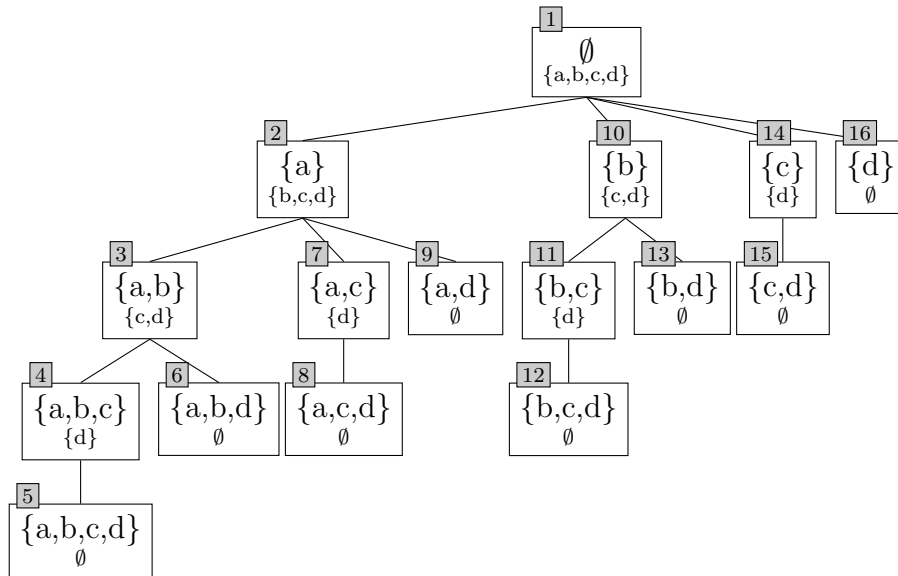 1
∅
{a,b,c,d}
2
{a}
{b,c,d}
10
{b}
{c,d}
14
{c}
{d}
16
{d}
∅
3
{a,b}
{c,d}
7
{a,c}
{d}
9
{a,d}
∅
11
{b,c}
{d}
13
{b,d}
∅
15
{c,d}
∅
4
{a,b,c}
{d}
6
{a,b,d}
∅
8
{a,c,d}
∅
12
{b,c,d}
∅
5
{a,b,c,d}
∅